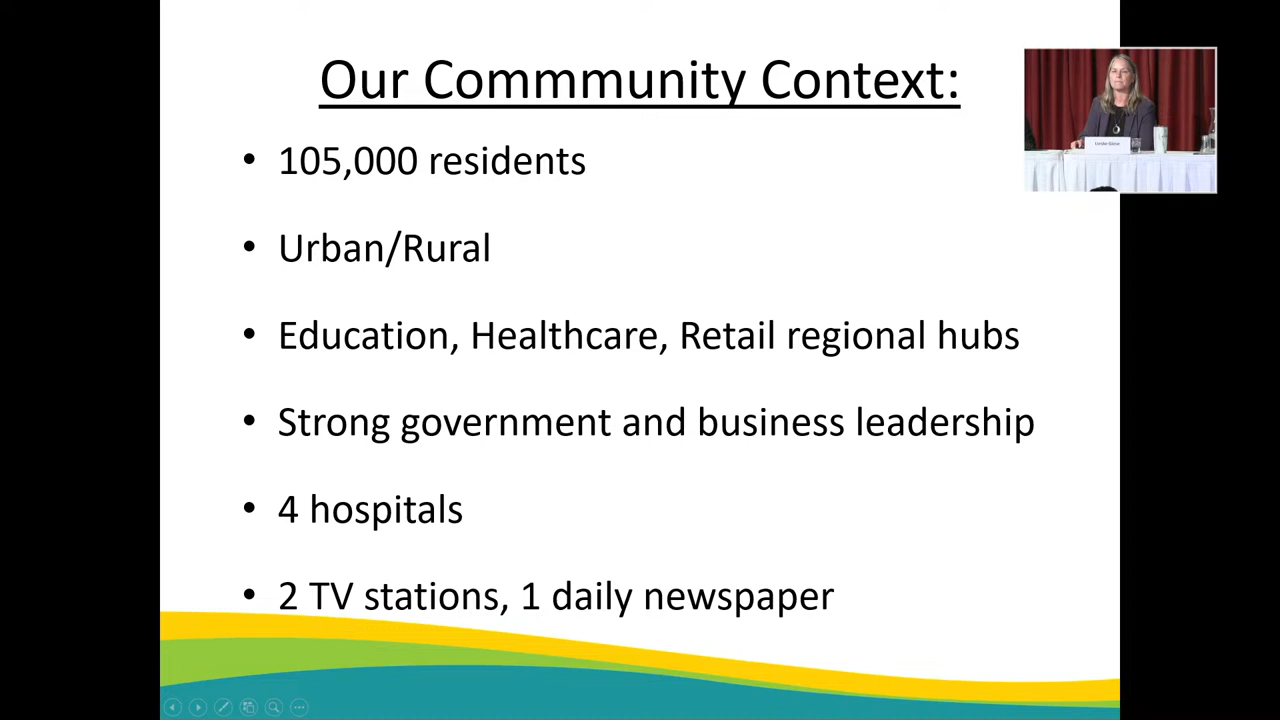 Our Commmunity Context:
• 105,000 residents
• Urban/Rural
• Education, Healthcare, Retail regional hubs
• Strong government and business leadership
• 4 hospitals
• 2 TV stations, 1 daily newspaper